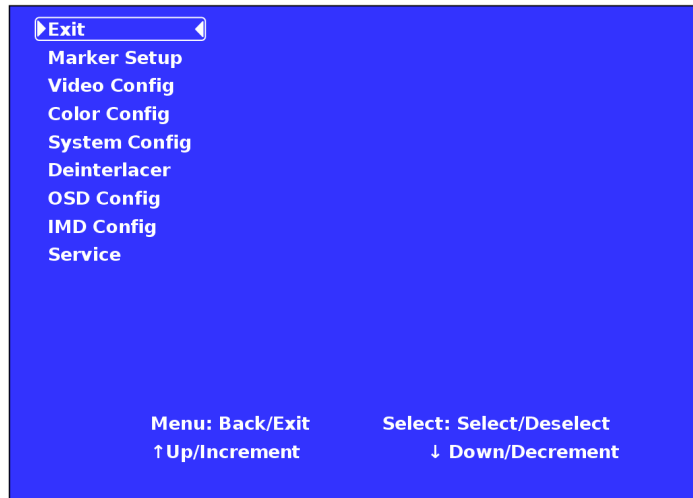 Exit
Marker Setup
Video Config
Color Config
System Config
Deinterlacer
OSD Config
IMD Config
Service
Menu: Back/Exit Select: Select/Deselect
↑Up/Increment ↓ Down/Decrement